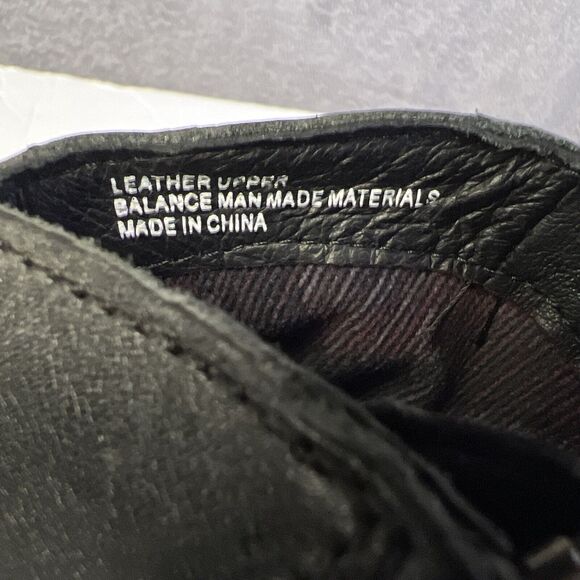 LEATHER UPPER
BALANCE MAN MADE MATERIALS
MADE IN CHINA